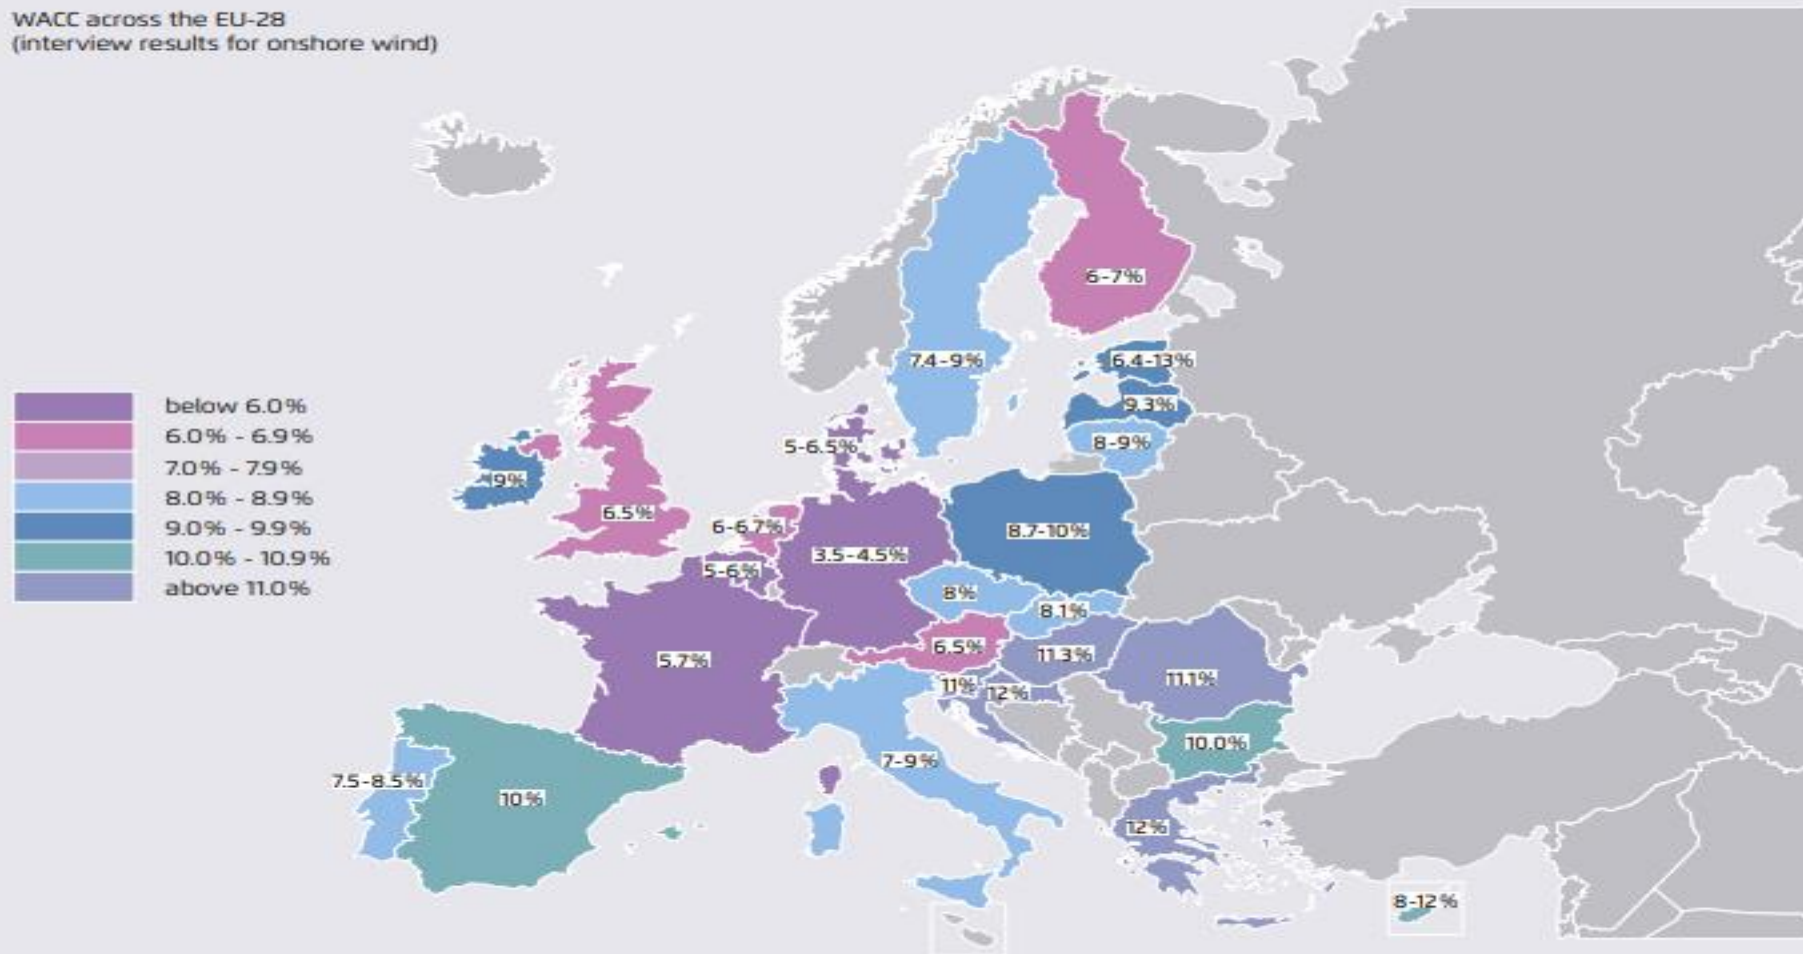 WACC across the EU-28
(interview results for onshore wind)
below 6.0%
6.0% - 6.9%
7.0% - 7.9%
8.0% - 8.9%
9.0% - 9.9%
10.0% - 10.9%
above 11.0%
6-7%
7.4-9%
6.4-13%
9.3%
8-9%
5-6.5%
9%
6.5%
6-6.7%
8.7-10%
3.5-4.5%
5-6%
8%
8.1%
6.5%
11.3%
5.7%
11.1%
11%
12%
10.0%
7-9%
7.5-8.5%
10%
12%
8-12%